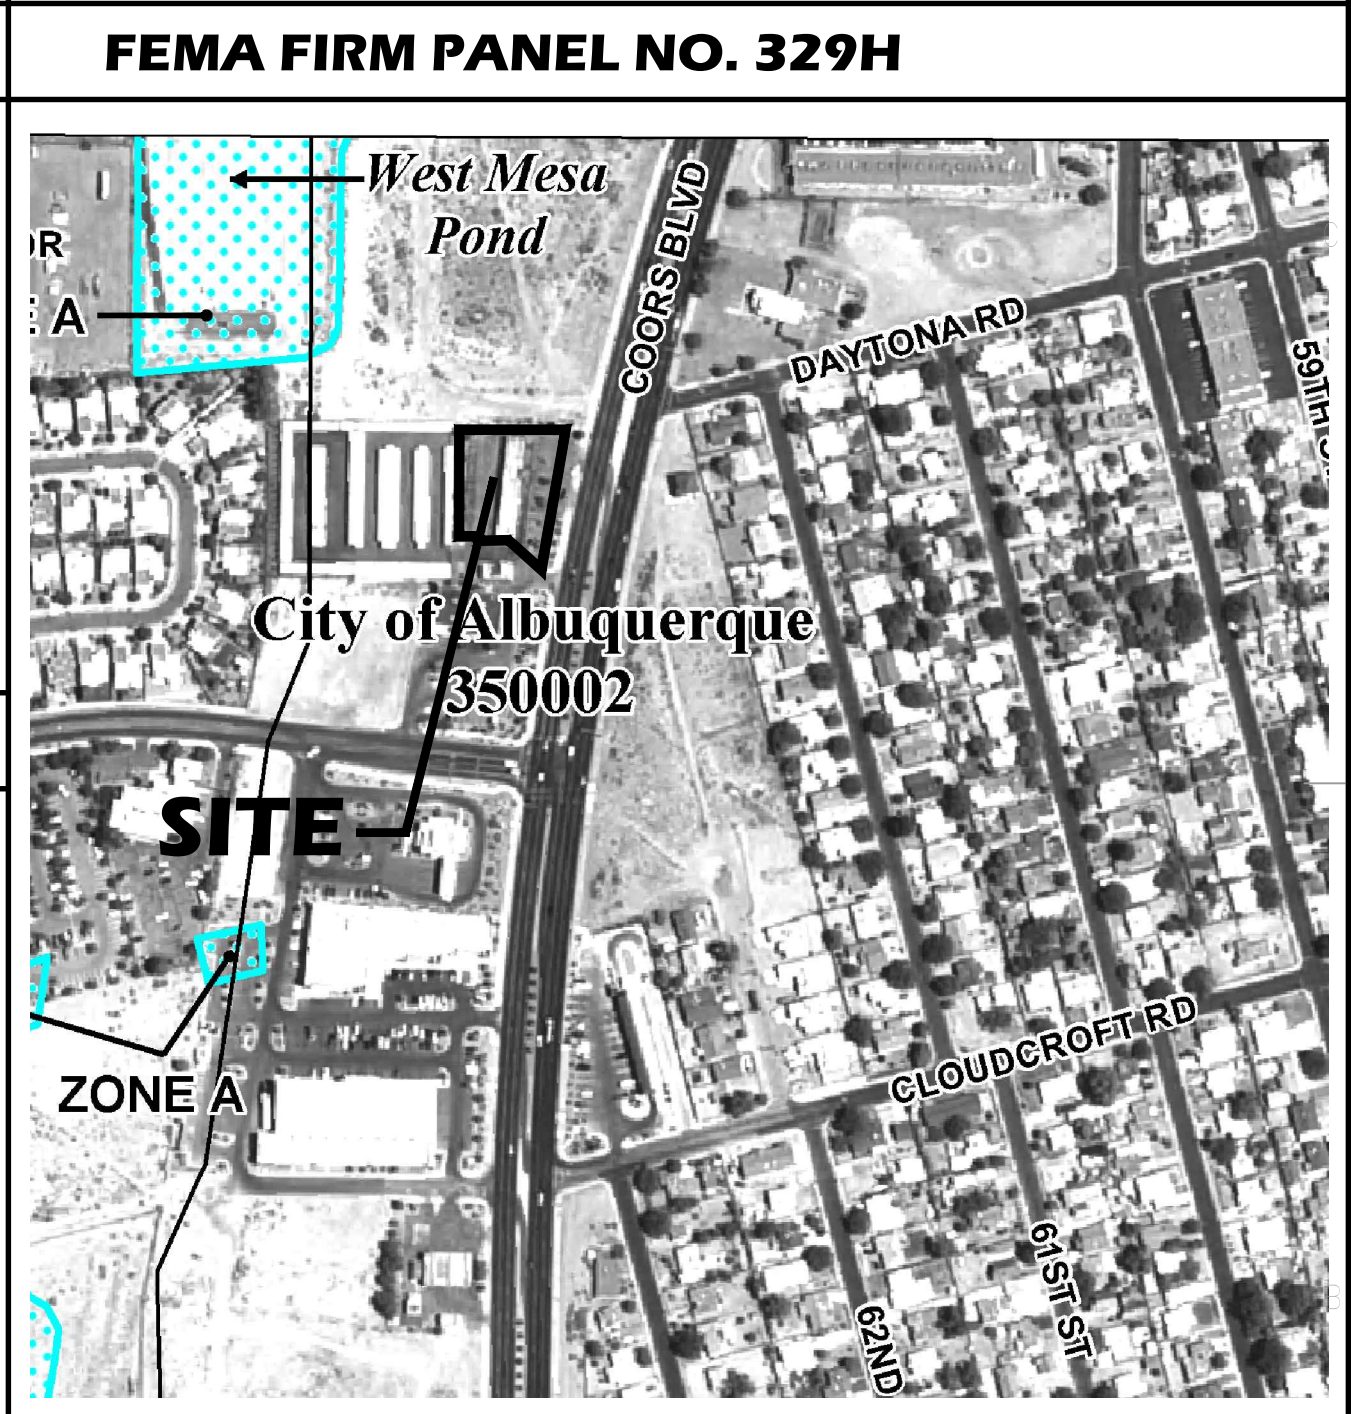 FEMA FIRM PANEL NO. 329H
West Mesa
Pond
COORS BLVD
A
DAYTONA RD
59TH
City of Albuquerque
350002
SITE
ZONE A
CLOUDCROFT RD
61ST ST
62ND